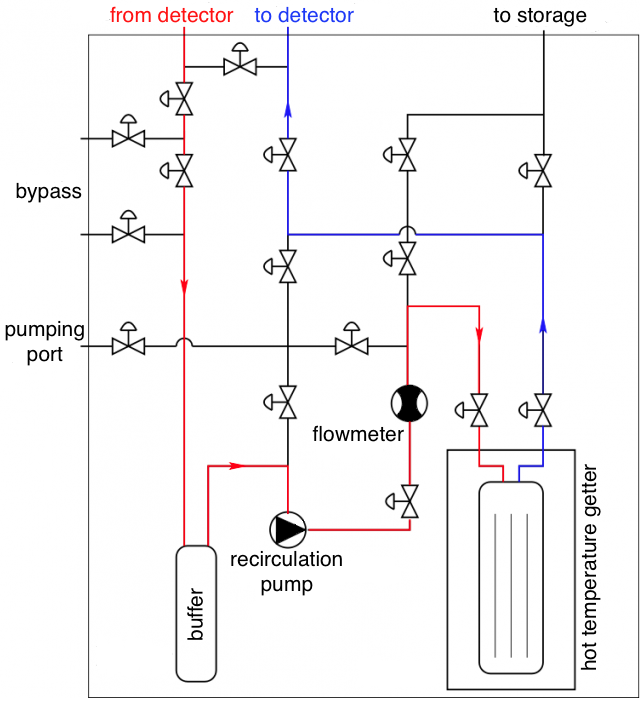 from detector
to detector
to storage
bypass
pumping
port
flowmeter
recirculation
pump
buffer
hot temperature getter